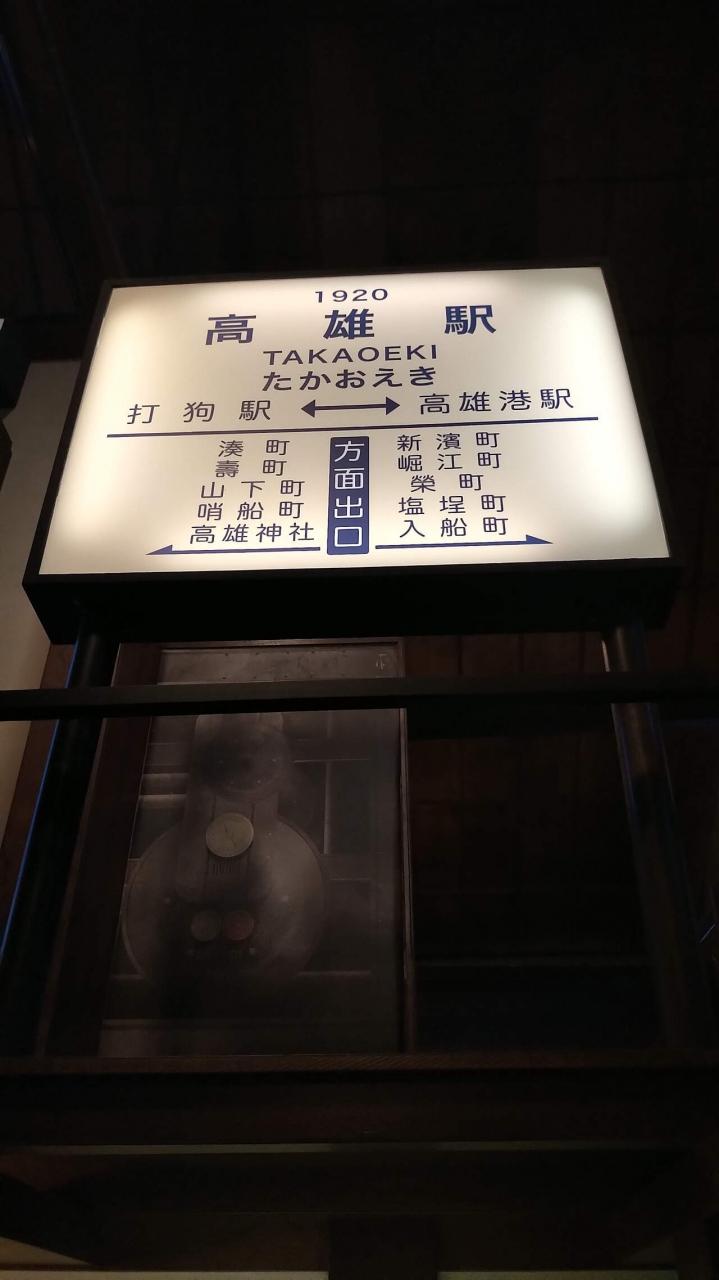 1920
高雄駅
TAKAOEKI
たかおえき
打狗駅 ←→ 高雄港駅
方面出口
湊町
壽町
山下町
哨船町
高雄神社
新濱町
堀江町
榮町
塩埕町
入船町